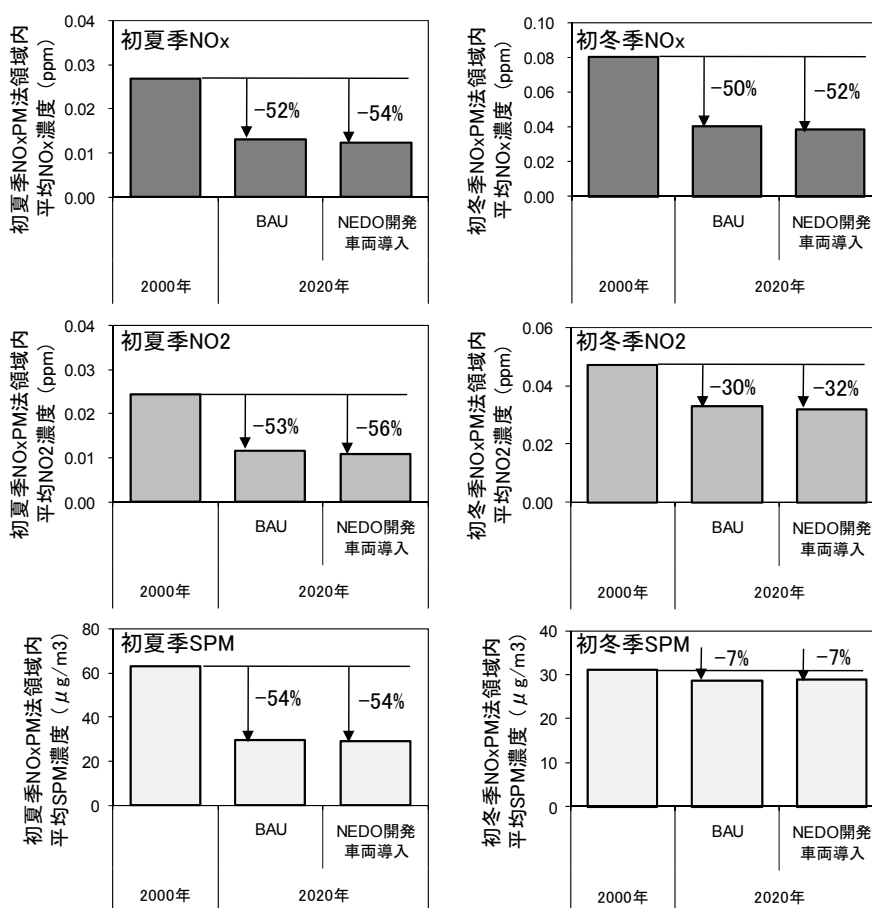 初夏季NOx
初夏季NOxPM法領域内
平均NOx濃度（ppm）
0.04
0.03
0.02
0.01
0.00
-52%
-54%
BAU
NEDO開発
車両導入
2000年
2020年
初冬季NOx
初冬季NOxPM法領域内
平均NOx濃度（ppm）
0.10
0.08
0.06
0.04
0.02
0.00
-50%
-52%
BAU
NEDO開発
車両導入
2000年
2020年
初夏季NO2
初夏季NOxPM法領域内
平均NO2濃度（ppm）
0.04
0.03
0.02
0.01
0.00
-53%
-56%
BAU
NEDO開発
車両導入
2000年
2020年
初冬季NO2
初冬季NOxPM法領域内
平均NO2濃度（ppm）
0.06
0.04
0.02
0.00
-30%
-32%
BAU
NEDO開発
車両導入
2000年
2020年
初夏季SPM
初夏季NOxPM法領域内
平均SPM濃度（μg/m3）
80
60
40
20
0
-54%
-54%
BAU
NEDO開発
車両導入
2000年
2020年
初冬季SPM
初冬季NOxPM法領域内
平均SPM濃度（μg/m3）
40
30
20
10
0
-7%
-7%
BAU
NEDO開発
車両導入
2000年
2020年